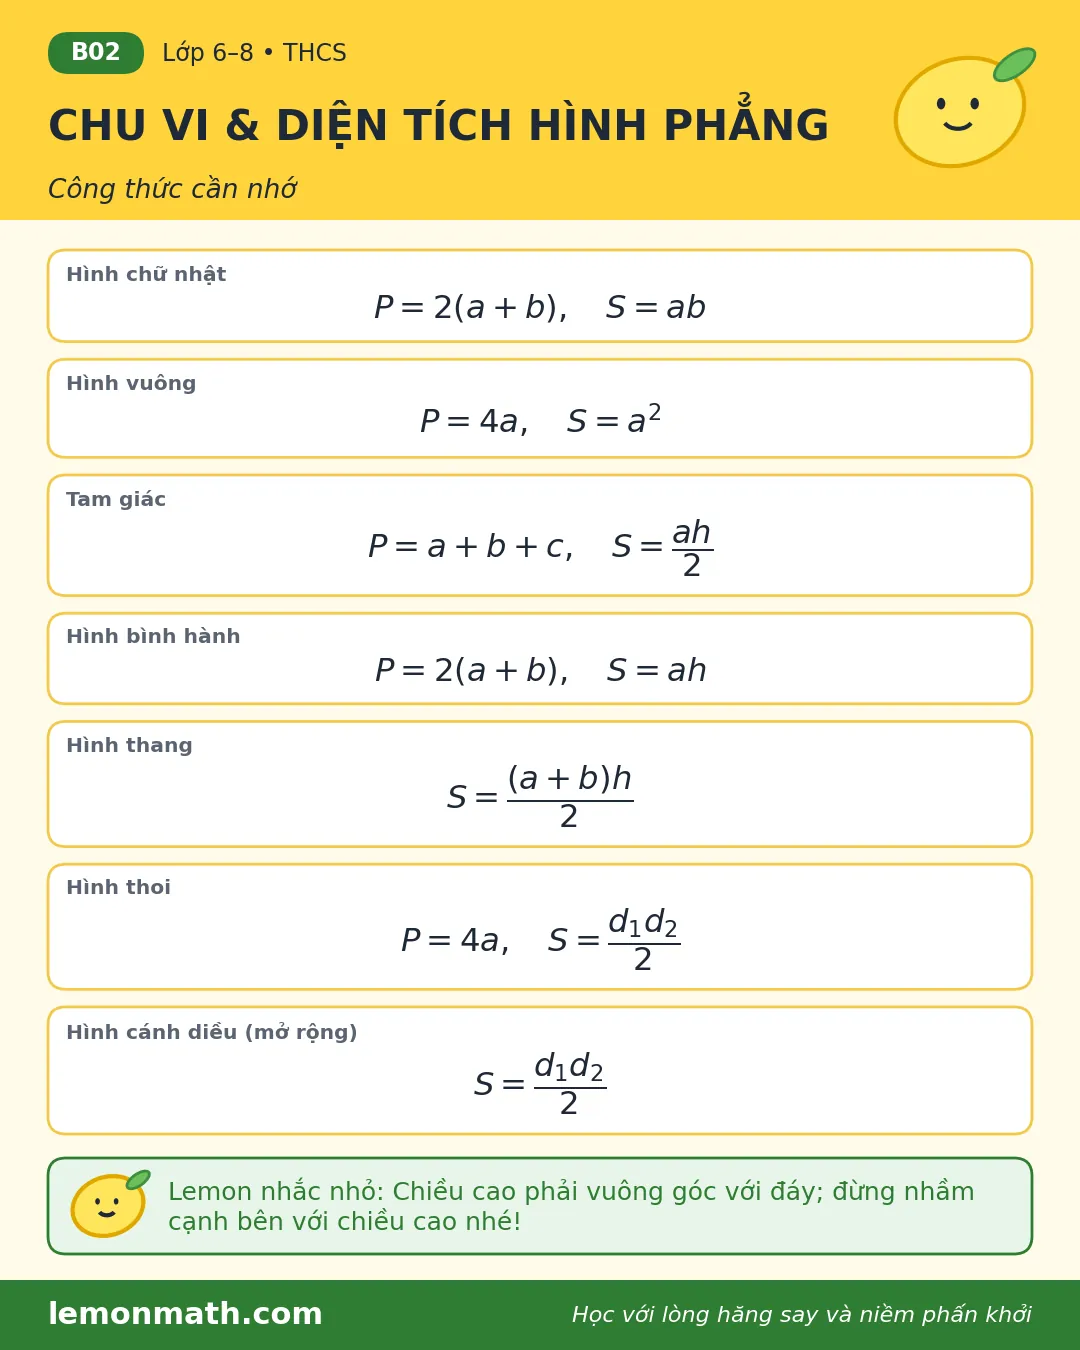 B02 Lớp 6–8 • THCS
CHU VI & DIỆN TÍCH HÌNH PHẲNG
Công thức cần nhớ
Hình chữ nhật
P = 2(a + b), S = ab
Hình vuông
P = 4a, S = a²
Tam giác
P = a + b + c, S = ah/2
Hình bình hành
P = 2(a + b), S = ah
Hình thang
S = (a + b)h/2
Hình thoi
P = 4a, S = d₁d₂/2
Hình cánh diều (mở rộng)
S = d₁d₂/2
Lemon nhắc nhỏ: Chiều cao phải vuông góc với đáy; đừng nhầm
cạnh bên với chiều cao nhé!
lemonmath.com
Học với lòng hăng say và niềm phấn khởi